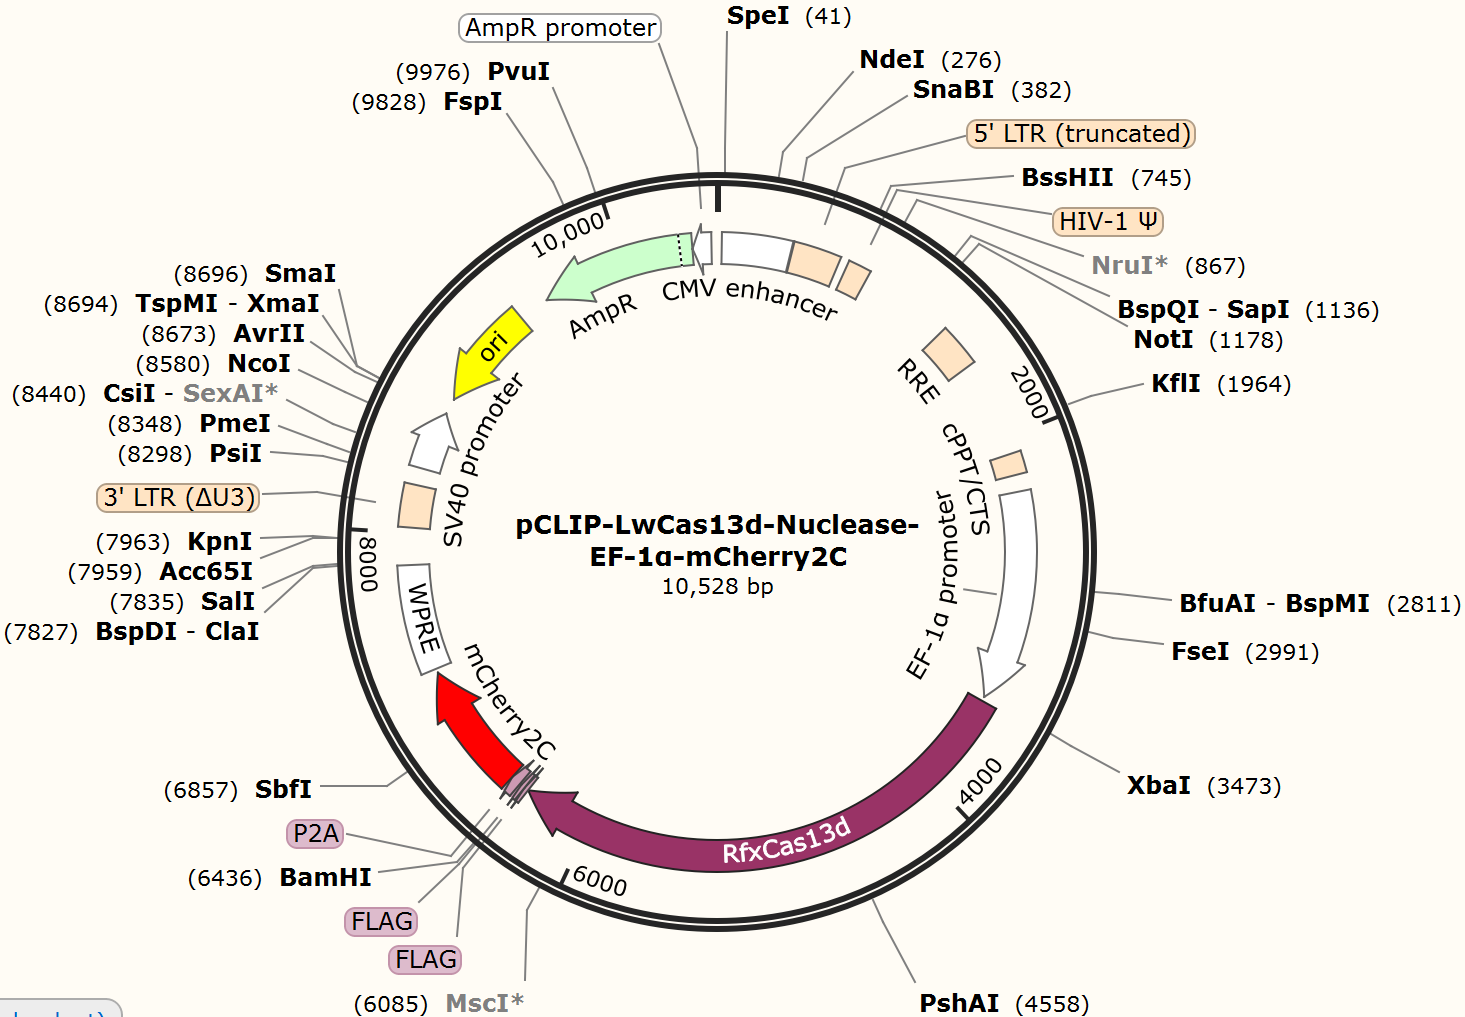 AmpR promoter
SpeI (41)
(9976) PvuI
(9828) FspI
NdeI (276)
SnaBI (382)
5' LTR (truncated)
BssHII (745)
HIV-1 Ψ
NruI* (867)
BspQI - SapI (1136)
NotI (1178)
KflI (1964)
(8696) SmaI
(8694) TspMI - XmaI
(8673) AvrII
(8580) NcoI
(8440) CsiI - SexAI*
(8348) PmeI
(8298) PsiI
3' LTR (ΔU3)
(7963) KpnI
(7959) Acc65I
(7835) SalI
(7827) BspDI - ClaI
10,000
2000
4000
6000
8000
CMV enhancer
AmpR
ori
SV40 promoter
RRE
cPPT/CTS
EF-1α promoter
WPRE
mCherry2C
RfxCas13d
pCLIP-LwCas13d-Nuclease-
EF-1α-mCherry2C
10,528 bp
BfuAI - BspMI (2811)
FseI (2991)
XbaI (3473)
(6857) SbfI
P2A
(6436) BamHI
FLAG
FLAG
(6085) MscI*
PshAI (4558)